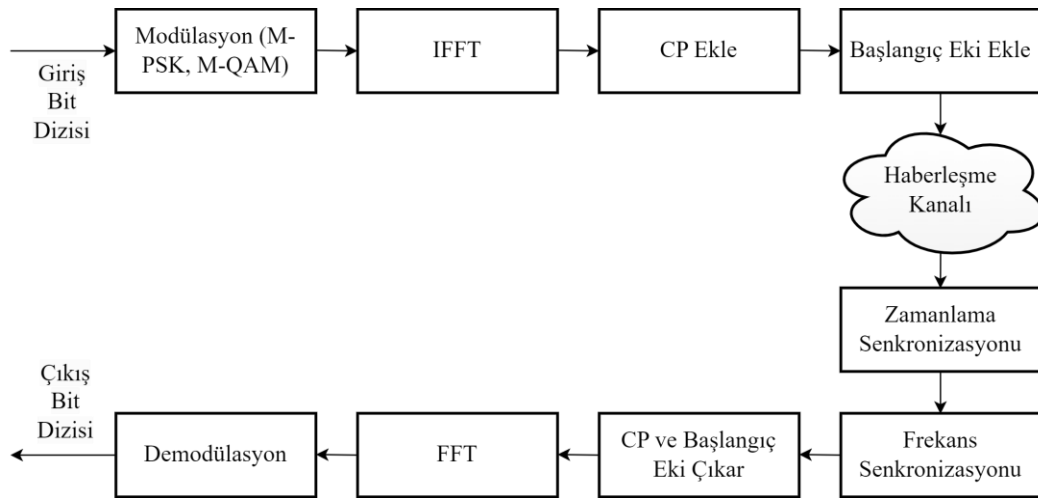 Modülasyon (M-
PSK, M-QAM)
IFFT
CP Ekle
Başlangıç Eki Ekle
Giriş
Bit
Dizisi
Haberleşme
Kanalı
Zamanlama
Senkronizasyonu
Frekans
Senkronizasyonu
CP ve Başlangıç
Eki Çıkar
FFT
Demodülasyon
Çıkış
Bit
Dizisi